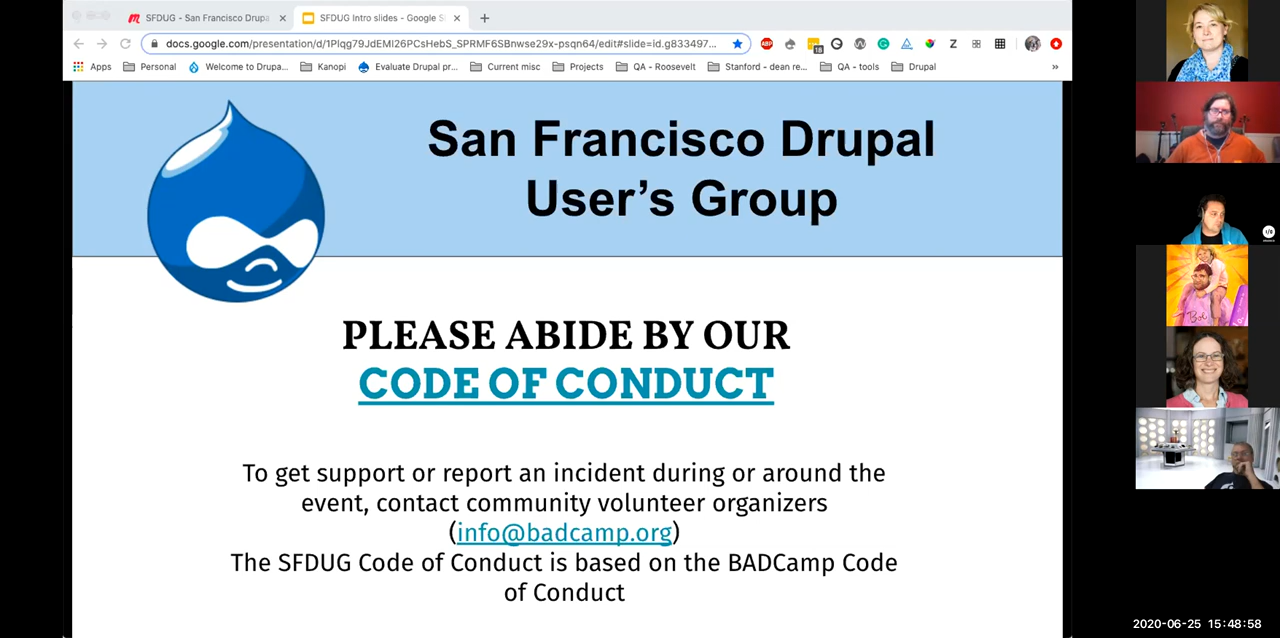 SFDUG - San Francisco Drupa
SFDUG Intro slides - Google S
docs.google.com/presentation/d/1Plqg79JdEMI26PCsHebS_SPRMF6SBnwse29x-psqn64/edit#slide=id.g833497...
ABP
18
Z
Apps
Personal
Welcome to Drupa...
Kanopi
Evaluate Drupal pr...
Current misc
Projects
QA - Roosevelt
Stanford - dean re...
QA - tools
Drupal
»
San Francisco Drupal
User's Group
PLEASE ABIDE BY OUR
CODE OF CONDUCT
To get support or report an incident during or around the
event, contact community volunteer organizers
(info@badcamp.org)
The SFDUG Code of Conduct is based on the BADCamp Code
of Conduct
2020-06-25 15:48:58